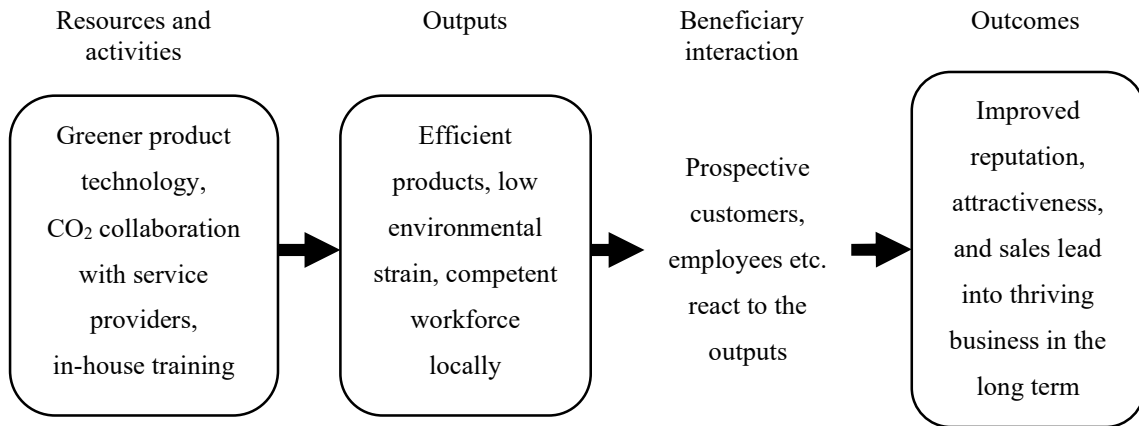 Resources and
activities
Outputs
Beneficiary
interaction
Outcomes
Greener product
technology,
CO₂ collaboration
with service
providers,
in-house training
Efficient
products, low
environmental
strain, competent
workforce
locally
Prospective
customers,
employees etc.
react to the
outputs
Improved
reputation,
attractiveness,
and sales lead
into thriving
business in the
long term